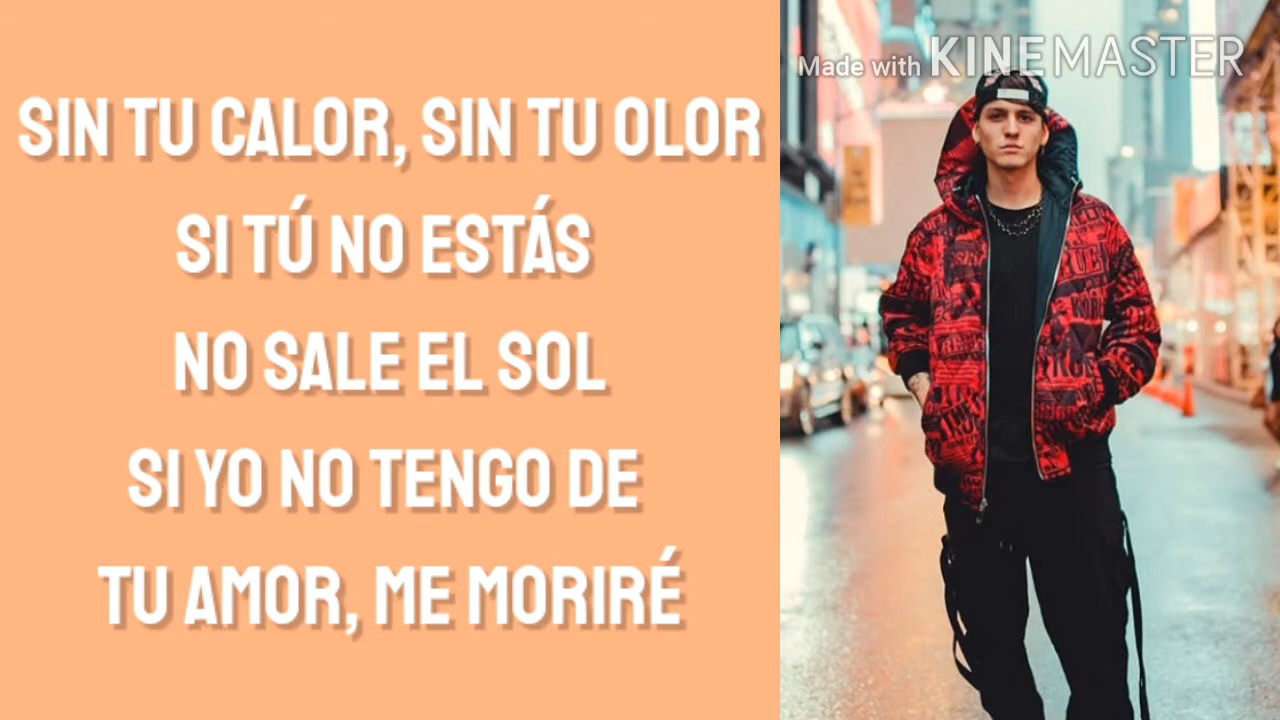 Made with KINEMASTER
SIN TU CALOR, SIN TU OLOR
SI TÚ NO ESTÁS
NO SALE EL SOL
SI YO NO TENGO DE
TU AMOR, ME MORIRÉ